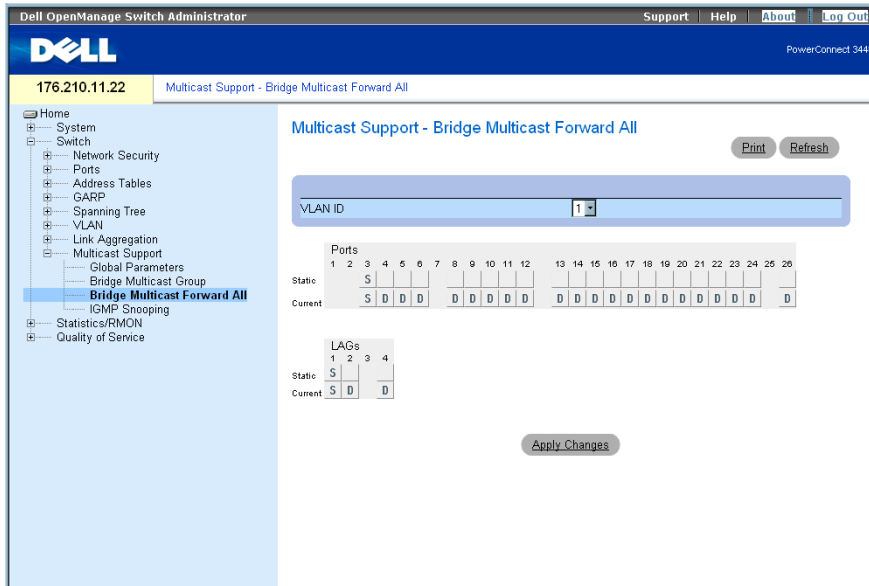 Dell OpenManage Switch Administrator
Support | Help | About | Log Out
DELL
PowerConnect 344
176.210.11.22
Multicast Support - Bridge Multicast Forward All
Home
System
Switch
Network Security
Ports
Address Tables
GARP
Spanning Tree
VLAN
Link Aggregation
Multicast Support
Global Parameters
Bridge Multicast Group
Bridge Multicast Forward All
IGMP Snooping
Statistics/RMON
Quality of Service
Multicast Support - Bridge Multicast Forward All
Print Refresh
VLAN ID 1
Ports
1 2 3 4 5 6 7 8 9 10 11 12 13 14 15 16 17 18 19 20 21 22 23 24 25 26
Static S
Current S D D D D D D D D D D D D D D D D D D D D D
LAGs
1 2 3 4
Static S
Current S D D
Apply Changes